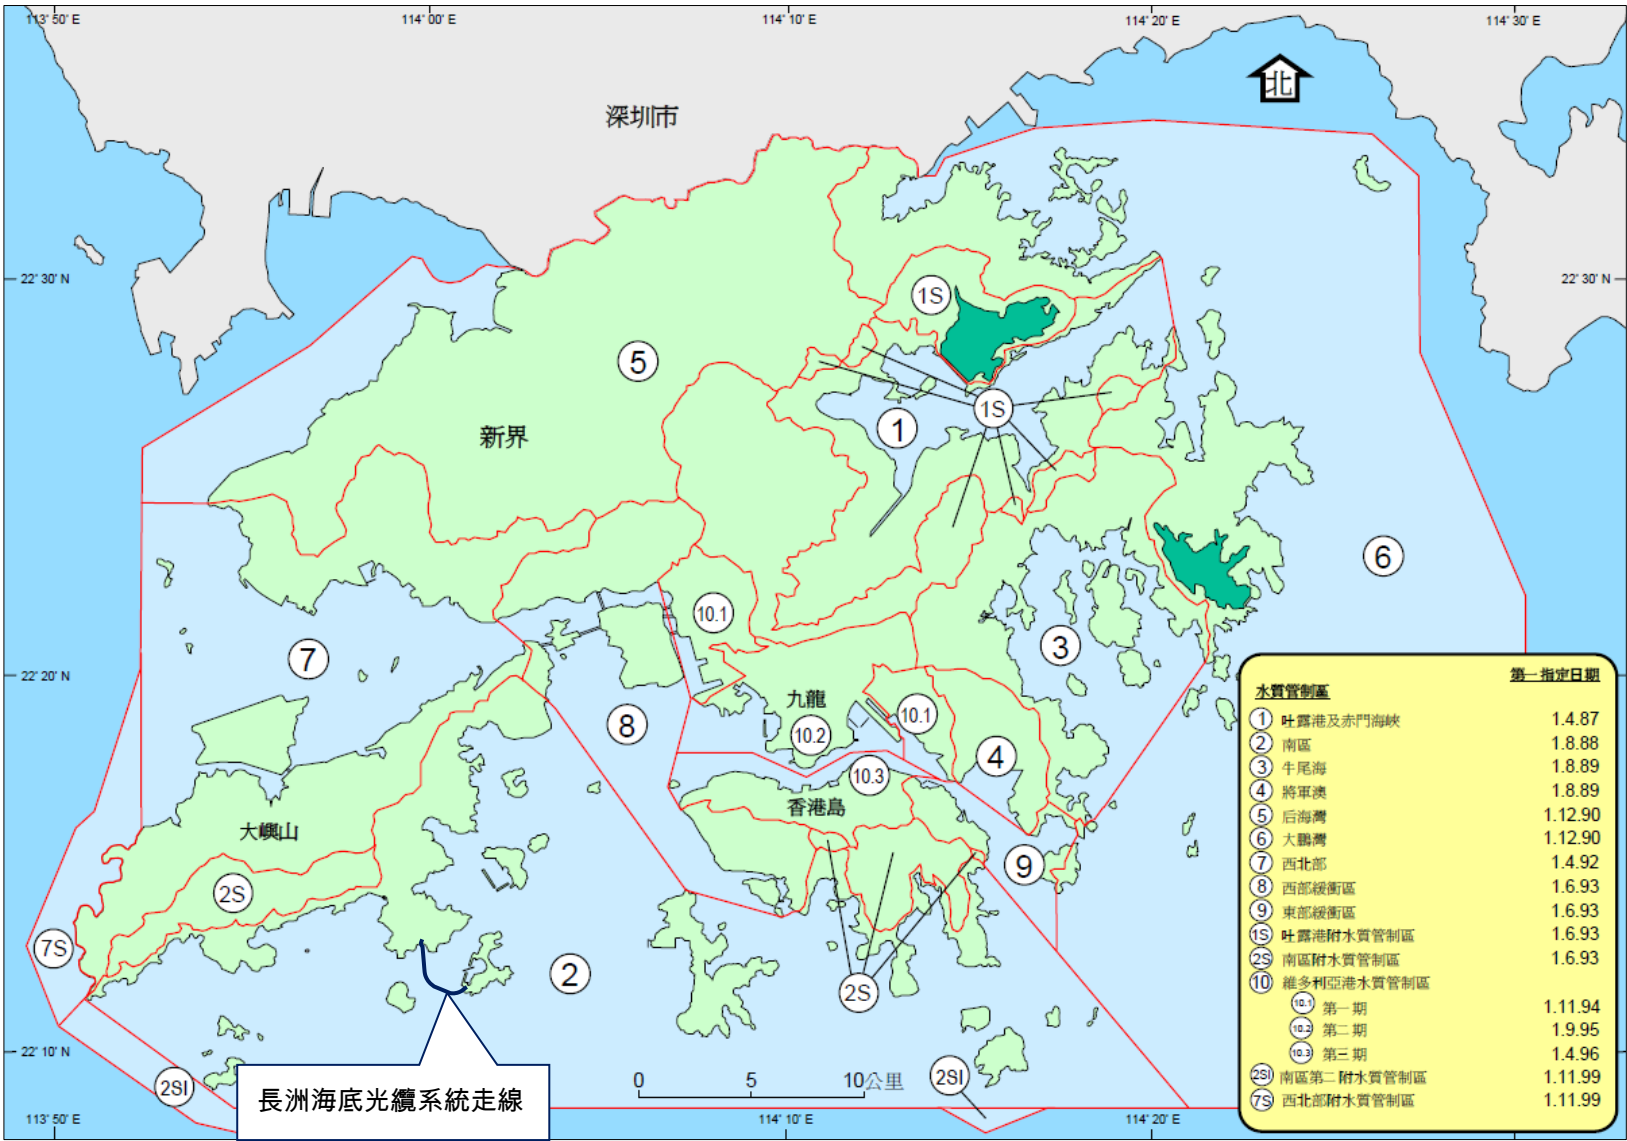 113' 50' E
114' 00' E
114' 10' E
114' 20' E
114' 30' E
北
深圳市
22' 30' N
22' 30' N
1S
5
1S
1
新界
6
10.1
3
7
22' 20' N
九龍
8
10.1
10.2
4
10.3
香港島
大嶼山
9
2S
7S
2
2S
22' 10' N
2SI
2SI
0 5 10公里
長洲海底光纜系統走線
113' 50' E
114' 10' E
114' 20' E
第一指定日期
水質管制區
1 吐露港及赤門海峽 1.4.87
2 南區 1.8.88
3 牛尾海 1.8.89
4 將軍澳 1.8.89
5 后海灣 1.12.90
6 大鵬灣 1.12.90
7 西北部 1.4.92
8 西部緩衝區 1.6.93
9 東部緩衝區 1.6.93
1S 吐露港附水質管制區 1.6.93
2S 南區附水質管制區 1.6.93
10 維多利亞港水質管制區
10.1 第一期 1.11.94
10.2 第二期 1.9.95
10.3 第三期 1.4.96
2SI 南區第二附水質管制區 1.11.99
7S 西北部附水質管制區 1.11.99